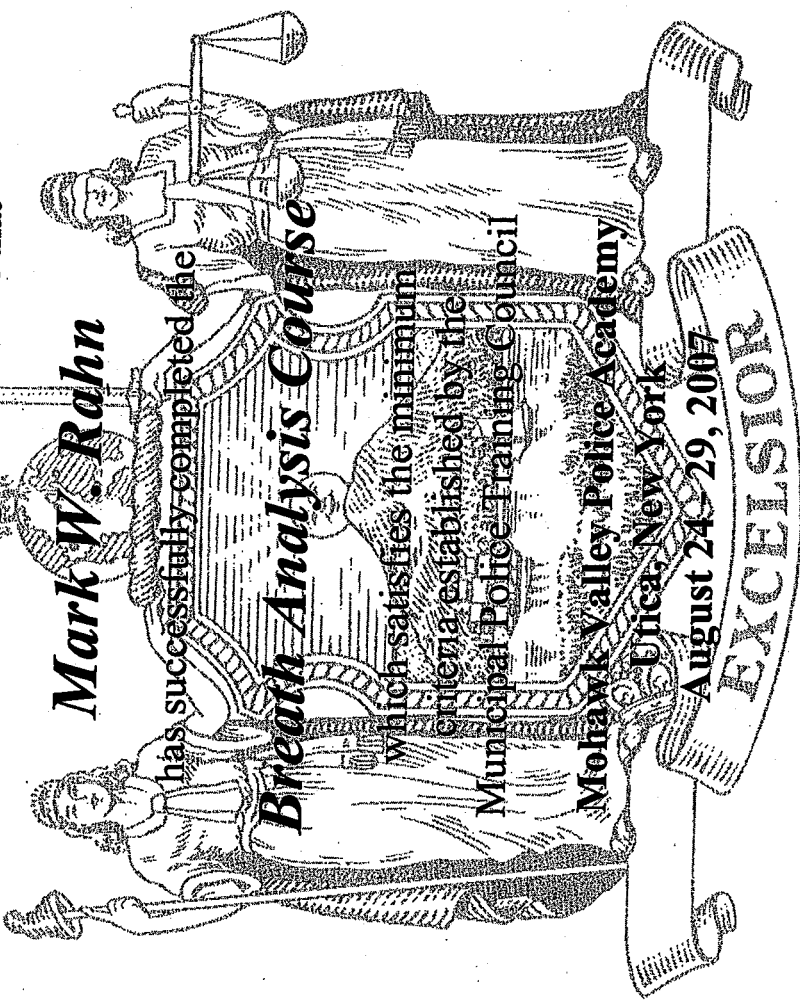 Mark W. Rahn
has successfully completed the
Breath Analysis Course
which satisfies the minimum
criteria established by the
Municipal Police Training Council
Mohawk Valley Police Academy
Utica, New York
August 24 - 29, 2007
EXCELSIOR